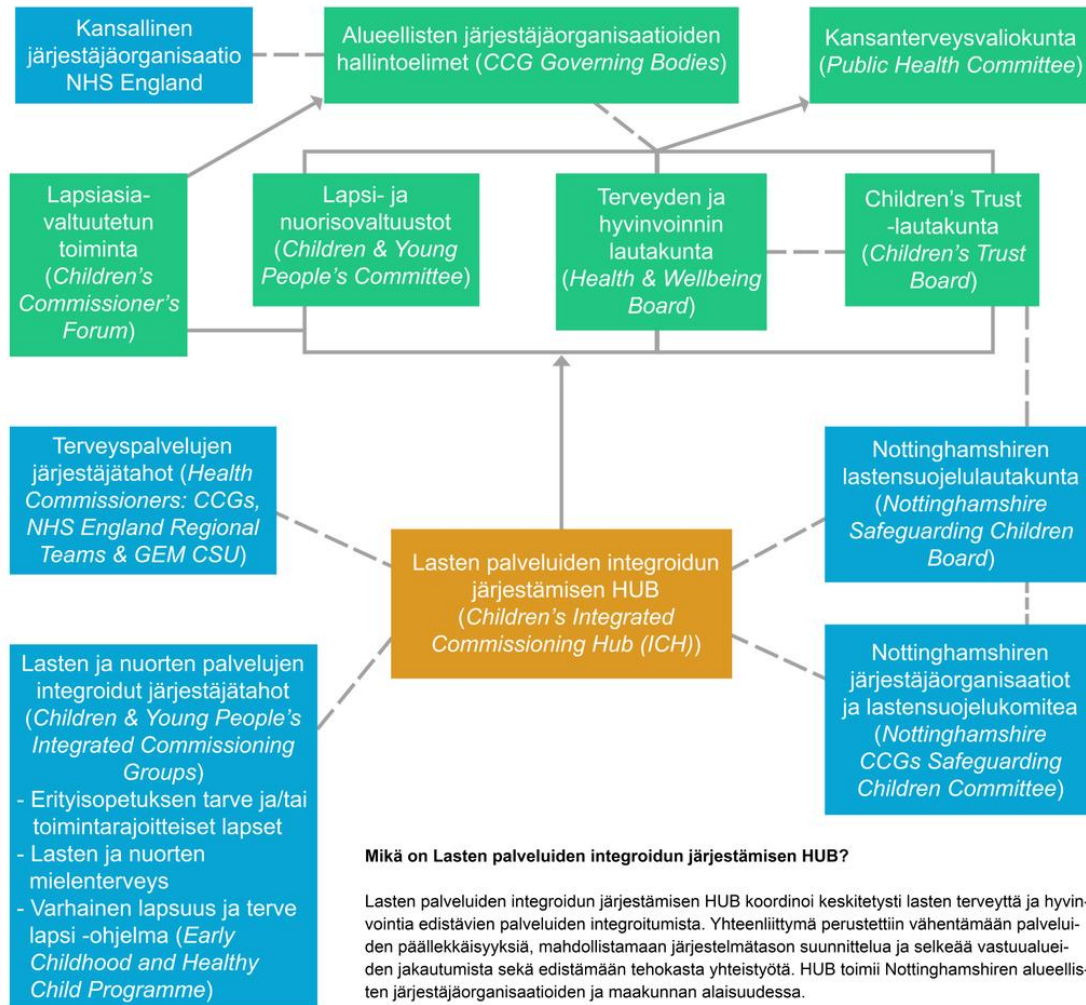 Kansallinen
järjestäjäorganisaatio
NHS England
Alueellisten järjestäjäorganisaatioiden
hallintoelimet (CCG Governing Bodies)
Kansanterveysvaliokunta
(Public Health Committee)
Lapsiasia-
valtuutetun
toiminta
(Children's
Commissioner's
Forum)
Lapsi- ja
nuorisovaltuustot
(Children & Young
People's Committee)
Terveyden ja
hyvinvoinnin
lautakunta
(Health & Wellbeing
Board)
Children's Trust
-lautakunta
(Children's Trust
Board)
Terveyspalvelujen
järjestäjätahot (Health
Commissioners: CCGs,
NHS England Regional
Teams & GEM CSU)
Nottinghamshiren
lastensuojelulautakunta
(Nottinghamshire
Safeguarding Children
Board)
Lasten palveluiden integroidun
järjestämisen HUB
(Children's Integrated
Commissioning Hub (ICH))
Lasten ja nuorten palvelujen
integroidut järjestäjätahot
(Children & Young People's
Integrated Commissioning
Groups)
- Erityisopetuksen tarve ja/tai
toimintarajoitteiset lapset
- Lasten ja nuorten
mielenterveys
- Varhainen lapsuus ja terve
lapsi -ohjelma (Early
Childhood and Healthy
Child Programme)
Nottinghamshiren
järjestäjäorganisaatiot
ja lastensuojelukomitea
(Nottinghamshire
CCGs Safeguarding
Children Committee)
Mikä on Lasten palveluiden integroidun järjestämisen HUB?
Lasten palveluiden integroidun järjestämisen HUB koordinoi keskitetysti lasten terveyttä ja hyvin-
vointia edistävien palveluiden integroitumista. Yhteenliittymä perustettiin vähentämään palvelui-
den päällekkäisyyksiä, mahdollistamaan järjestelmätason suunnittelua ja selkeää vastuualuei-
den jakautumista sekä edistämään tehokasta yhteistyötä. HUB toimii Nottinghamshiren alueellis-
ten järjestäjäorganisaatioiden ja maakunnan alaisuudessa.